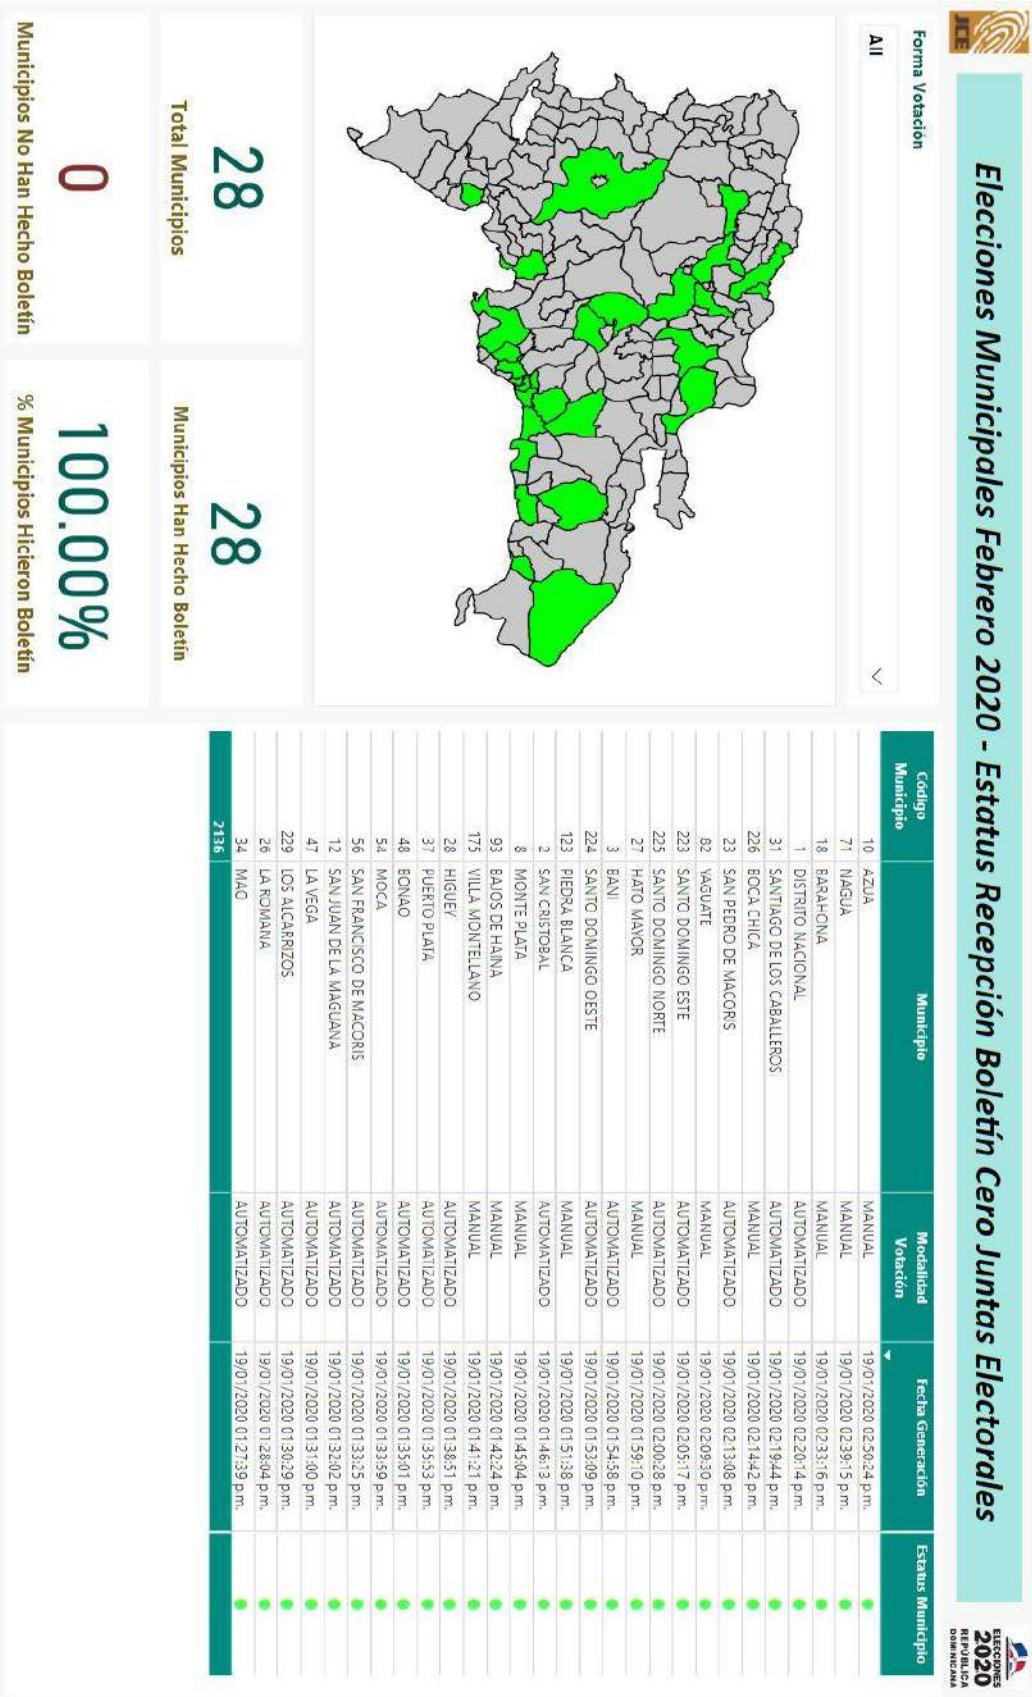 JCE
Elecciones Municipales Febrero 2020 - Estatus Recepción Boletín Cero Juntas Electorales
ELECCIONES
2020
REPÚBLICA
DOMINICANA
Forma Votación
All
28
Total Municipios
28
Municipios Han Hecho Boletín
0
Municipios No Han Hecho Boletín
100.00%
% Municipios Hicieron Boletín
Código Municipio Municipio Modalidad Votación Fecha Generación Estatus Municipio
10 AZUA MANUAL 19/01/2020 02:50:24 p.m.
71 NAGUA MANUAL 19/01/2020 02:39:15 p.m.
18 BARAHONA MANUAL 19/01/2020 02:33:16 p.m.
1 DISTRITO NACIONAL AUTOMATIZADO 19/01/2020 02:20:14 p.m.
31 SANTIAGO DE LOS CABALLEROS AUTOMATIZADO 19/01/2020 02:19:44 p.m.
226 BOCA CHICA MANUAL 19/01/2020 02:14:42 p.m.
23 SAN PEDRO DE MACORIS AUTOMATIZADO 19/01/2020 02:13:08 p.m.
82 YAGUATE MANUAL 19/01/2020 02:09:30 p.m.
223 SANTO DOMINGO ESTE AUTOMATIZADO 19/01/2020 02:05:17 p.m.
225 SANTO DOMINGO NORTE AUTOMATIZADO 19/01/2020 02:00:28 p.m.
27 HATO MAYOR MANUAL 19/01/2020 01:59:10 p.m.
3 BANI AUTOMATIZADO 19/01/2020 01:54:58 p.m.
224 SANTO DOMINGO OESTE AUTOMATIZADO 19/01/2020 01:53:09 p.m.
123 PIEDRA BLANCA MANUAL 19/01/2020 01:51:38 p.m.
2 SAN CRISTOBAL AUTOMATIZADO 19/01/2020 01:46:13 p.m.
8 MONTE PLATA MANUAL 19/01/2020 01:45:04 p.m.
93 BAJOS DE HAINA MANUAL 19/01/2020 01:42:24 p.m.
175 VILLA MONTELLANO MANUAL 19/01/2020 01:41:21 p.m.
28 HIGUEY AUTOMATIZADO 19/01/2020 01:38:51 p.m.
37 PUERTO PLATA AUTOMATIZADO 19/01/2020 01:35:53 p.m.
48 BONAO AUTOMATIZADO 19/01/2020 01:35:01 p.m.
54 MOCA AUTOMATIZADO 19/01/2020 01:33:59 p.m.
56 SAN FRANCISCO DE MACORIS AUTOMATIZADO 19/01/2020 01:33:25 p.m.
12 SAN JUAN DE LA MAGUANA AUTOMATIZADO 19/01/2020 01:32:02 p.m.
47 LA VEGA AUTOMATIZADO 19/01/2020 01:31:00 p.m.
229 LOS ALCARRIZOS AUTOMATIZADO 19/01/2020 01:30:29 p.m.
26 LA ROMANA AUTOMATIZADO 19/01/2020 01:28:04 p.m.
34 MAO AUTOMATIZADO 19/01/2020 01:27:39 p.m.
2136